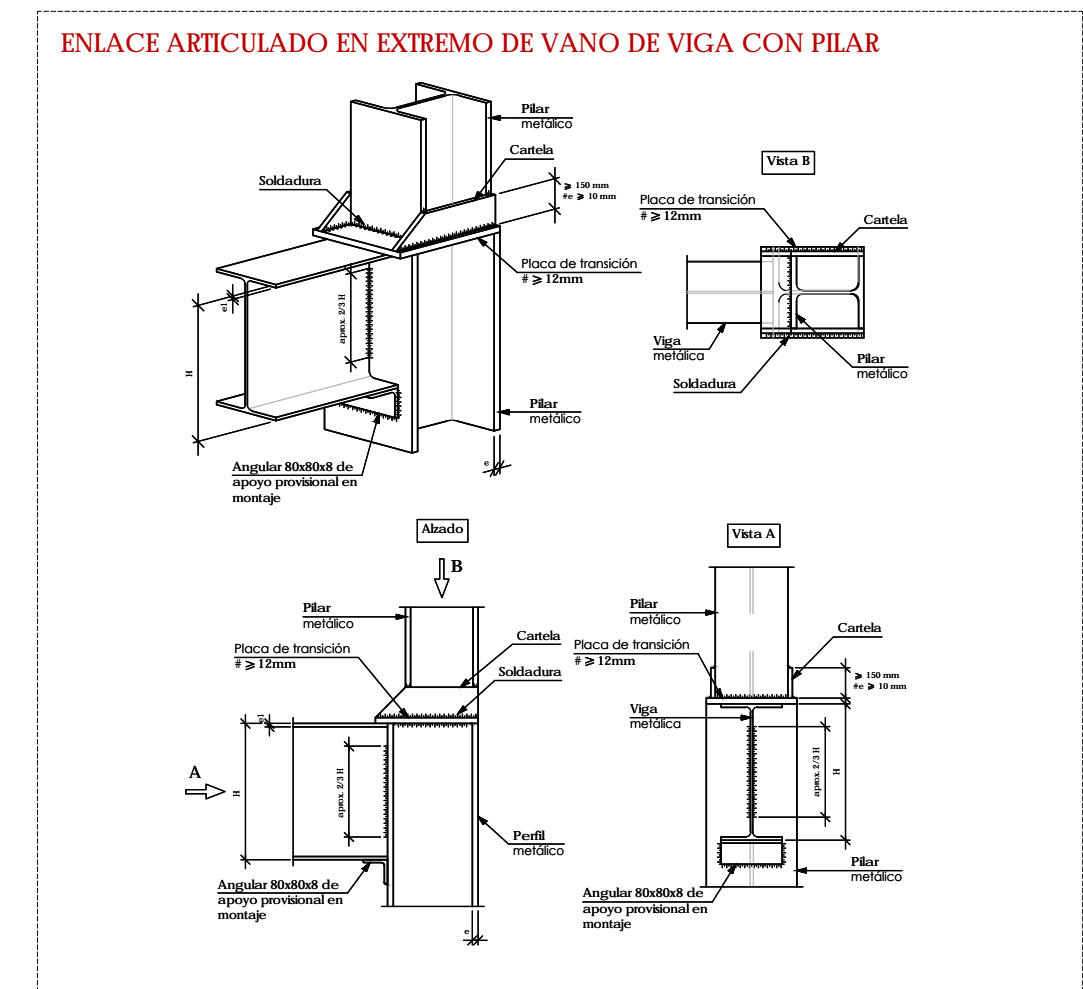 ENLACE ARTICULADO EN EXTREMO DE VANO DE VIGA CON PILAR
Pilar
metálico
Cartela
Soldadura
⩾ 150 mm
#e ⩾ 10 mm
Placa de transición
# ⩾ 12mm
e1
aprox. 2/3 H
H
Pilar
metálico
e
Angular 80x80x8 de
apoyo provisional en
montaje
Vista B
Placa de transición
# ⩾ 12mm
Cartela
Viga
metálica
Pilar
metálico
Soldadura
Alzado
B
Pilar
metálico
Placa de transición
# ⩾ 12mm
Cartela
Soldadura
e1
A
H
aprox. 2/3 H
Perfil
metálico
Angular 80x80x8 de
apoyo provisional en
montaje
e
Vista A
Pilar
metálico
Cartela
Placa de transición
# ⩾ 12mm
⩾ 150 mm
#e ⩾ 10 mm
Viga
metálica
aprox. 2/3 H
H
Pilar
metálico
Angular 80x80x8 de
apoyo provisional en
montaje